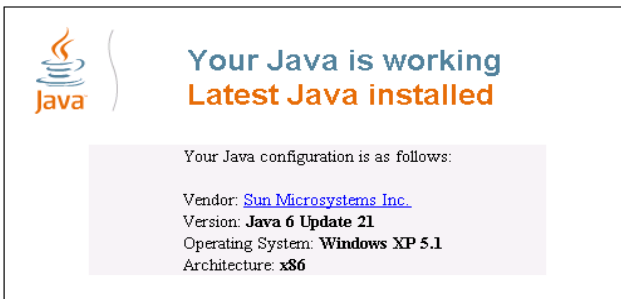 Java
Your Java is working
Latest Java installed
Your Java configuration is as follows:
Vendor: Sun Microsystems Inc.
Version: Java 6 Update 21
Operating System: Windows XP 5.1
Architecture: x86